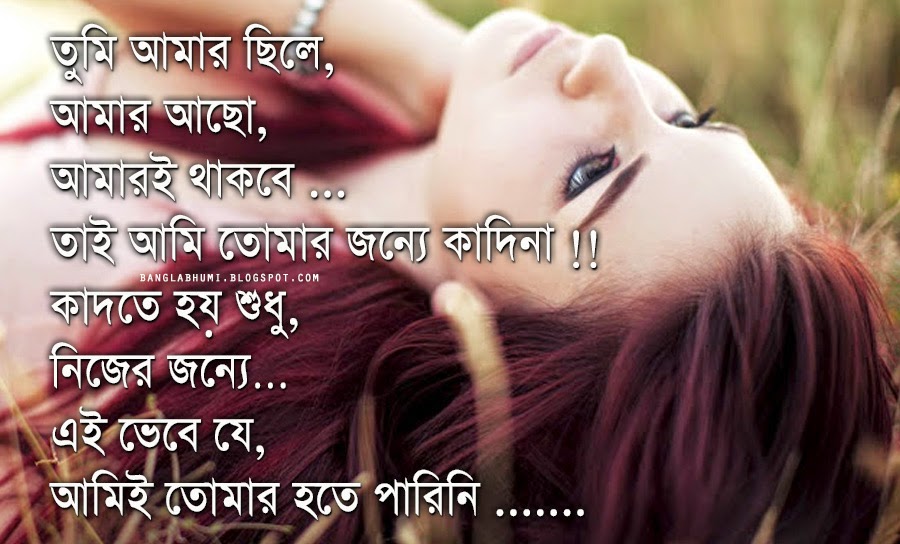 তুমি আমার ছিলে,
আমার আছো,
আমারই থাকবে ...
তাই আমি তোমার জন্যে কাদিনা !!
BANGLABHUMI.BLOGSPOT.COM
কাদতে হয় শুধু,
নিজের জন্যে...
এই ভেবে যে,
আমিই তোমার হতে পারিনি .......